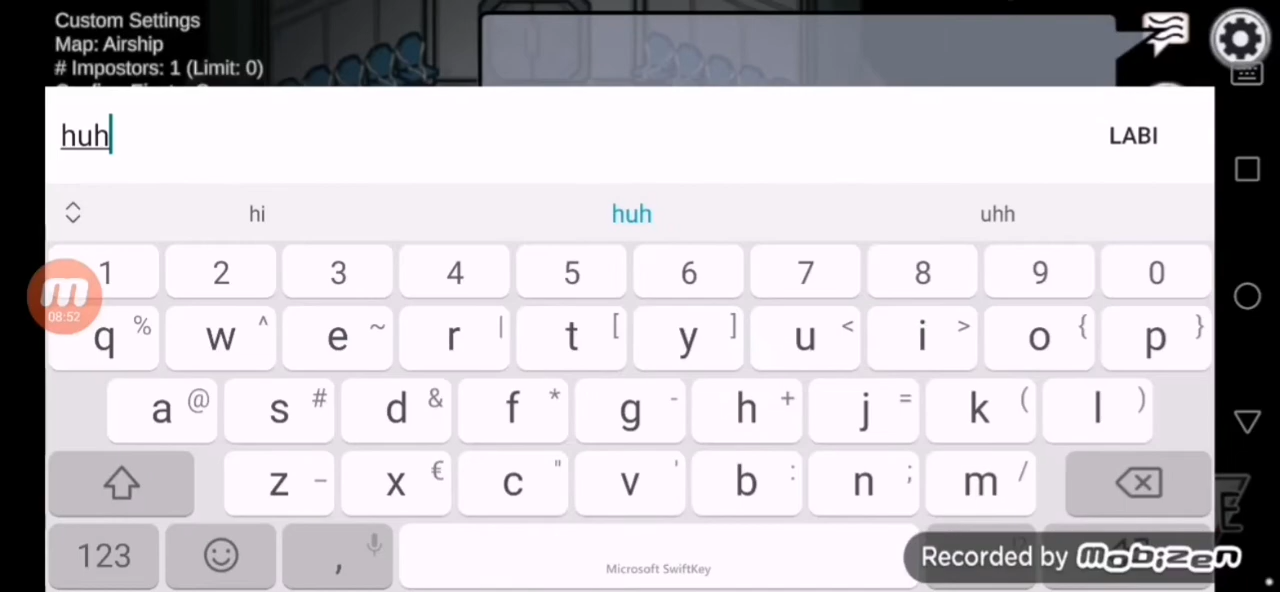 Custom Settings
Map: Airship
# Impostors: 1 (Limit: 0)
huh
LABI
hi huh uhh
1 2 3 4 5 6 7 8 9 0
08:52
q % w ^ e ~ r | t [ y ] u < i > o { p }
a @ s # d & f * g - h + j = k ( l )
z – x € c " v ' b : n ; m /
123 ,
Microsoft SwiftKey
Recorded by mobizen